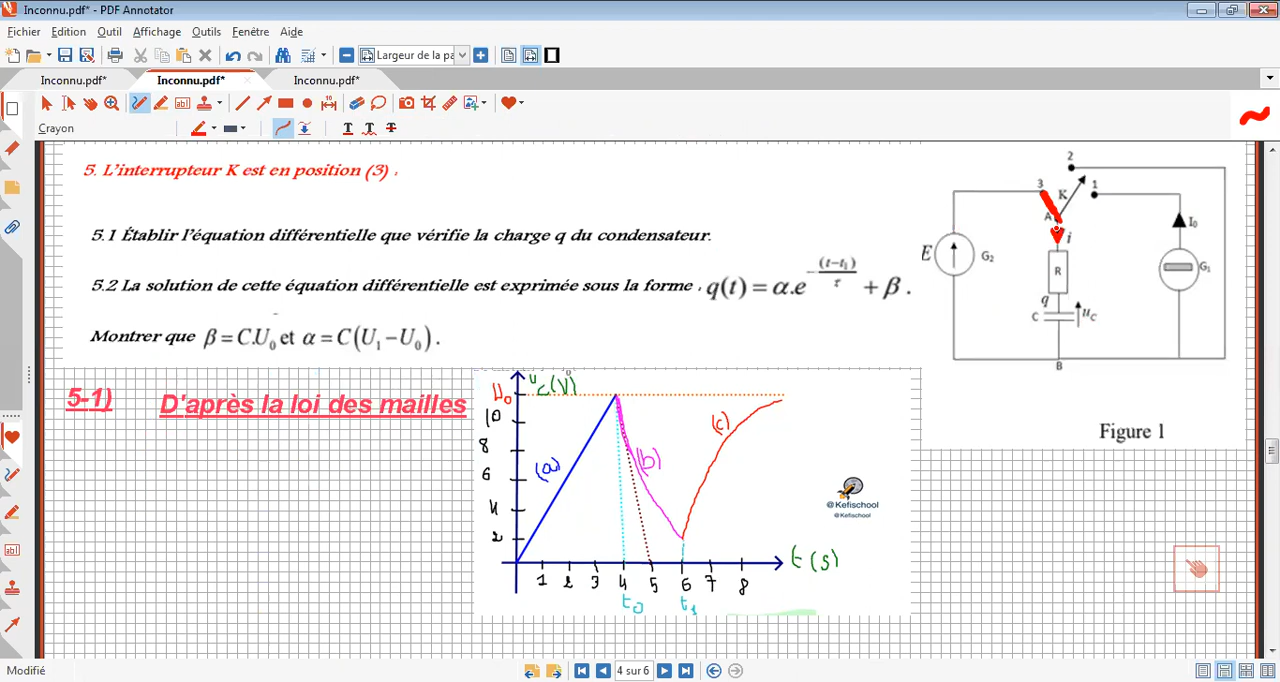 Inconnu.pdf* - PDF Annotator
Fichier Edition Outil Affichage Outils Fenêtre Aide
Largeur de la pa
Inconnu.pdf* Inconnu.pdf* Inconnu.pdf*
Crayon
5. L'interrupteur K est en position (3) :
5.1 Établir l'équation différentielle que vérifie la charge q du condensateur.
5.2 La solution de cette équation différentielle est exprimée sous la forme : q(t) = α.e^{-(t-t₁)/τ} + β .
Montrer que β = C.U₀ et α = C(U₁ − U₀) .
5-1) D'après la loi des mailles
2
3
K
1
A
I₀
i
E
G₂
R
G₁
q
C
u_C
B
Figure 1
U₀ u_C(V)
10
(c)
8
(a)
(b)
6
4
2
@Kefischool
@Kefischool
t(s)
1 2 3 4 5 6 7 8
t₀ t₁
Modifié
4 sur 6